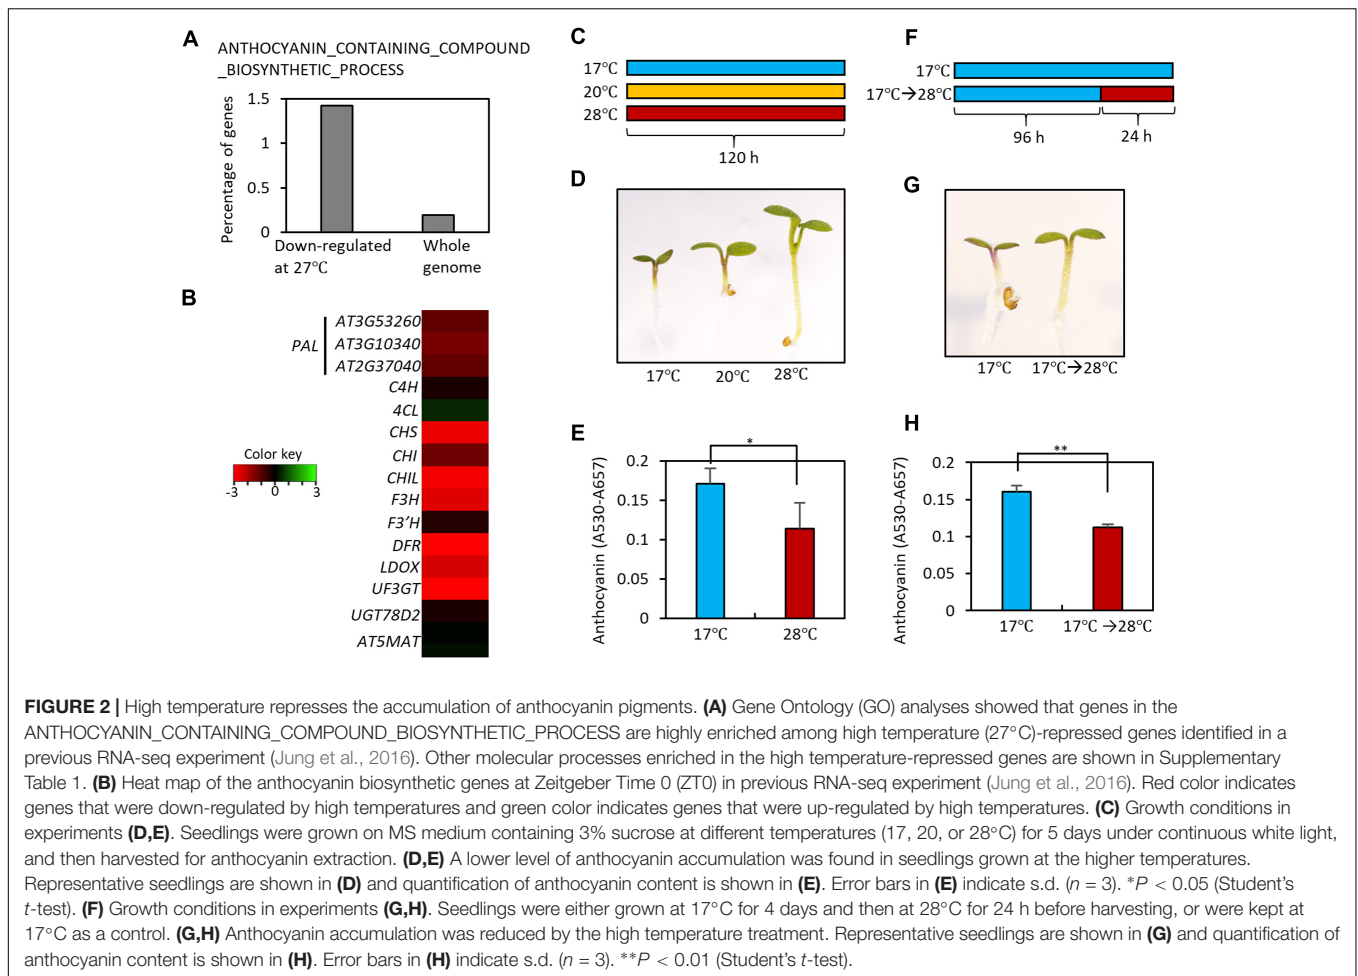 A
ANTHOCYANIN_CONTAINING_COMPOUND
_BIOSYNTHETIC_PROCESS
Percentage of genes
1.5
1
0.5
0
Down-regulated
at 27°C
Whole
genome
B
PAL
AT3G53260
AT3G10340
AT2G37040
C4H
4CL
CHS
CHI
CHIL
F3H
F3'H
DFR
LDOX
UF3GT
UGT78D2
AT5MAT
Color key
-3 0 3
C
17°C
20°C
28°C
120 h
D
17°C 20°C 28°C
E
*
Anthocyanin (A530-A657)
0.2
0.15
0.1
0.05
0
17°C 28°C
F
17°C
17°C→28°C
96 h 24 h
G
17°C 17°C→28°C
H
**
Anthocyanin (A530-A657)
0.2
0.15
0.1
0.05
0
17°C 17°C →28°C
FIGURE 2 | High temperature represses the accumulation of anthocyanin pigments. (A) Gene Ontology (GO) analyses showed that genes in the
ANTHOCYANIN_CONTAINING_COMPOUND_BIOSYNTHETIC_PROCESS are highly enriched among high temperature (27°C)-repressed genes identified in a
previous RNA-seq experiment (Jung et al., 2016). Other molecular processes enriched in the high temperature-repressed genes are shown in Supplementary
Table 1. (B) Heat map of the anthocyanin biosynthetic genes at Zeitgeber Time 0 (ZT0) in previous RNA-seq experiment (Jung et al., 2016). Red color indicates
genes that were down-regulated by high temperatures and green color indicates genes that were up-regulated by high temperatures. (C) Growth conditions in
experiments (D,E). Seedlings were grown on MS medium containing 3% sucrose at different temperatures (17, 20, or 28°C) for 5 days under continuous white light,
and then harvested for anthocyanin extraction. (D,E) A lower level of anthocyanin accumulation was found in seedlings grown at the higher temperatures.
Representative seedlings are shown in (D) and quantification of anthocyanin content is shown in (E). Error bars in (E) indicate s.d. (n = 3). *P < 0.05 (Student's
t-test). (F) Growth conditions in experiments (G,H). Seedlings were either grown at 17°C for 4 days and then at 28°C for 24 h before harvesting, or were kept at
17°C as a control. (G,H) Anthocyanin accumulation was reduced by the high temperature treatment. Representative seedlings are shown in (G) and quantification of
anthocyanin content is shown in (H). Error bars in (H) indicate s.d. (n = 3). **P < 0.01 (Student's t-test).